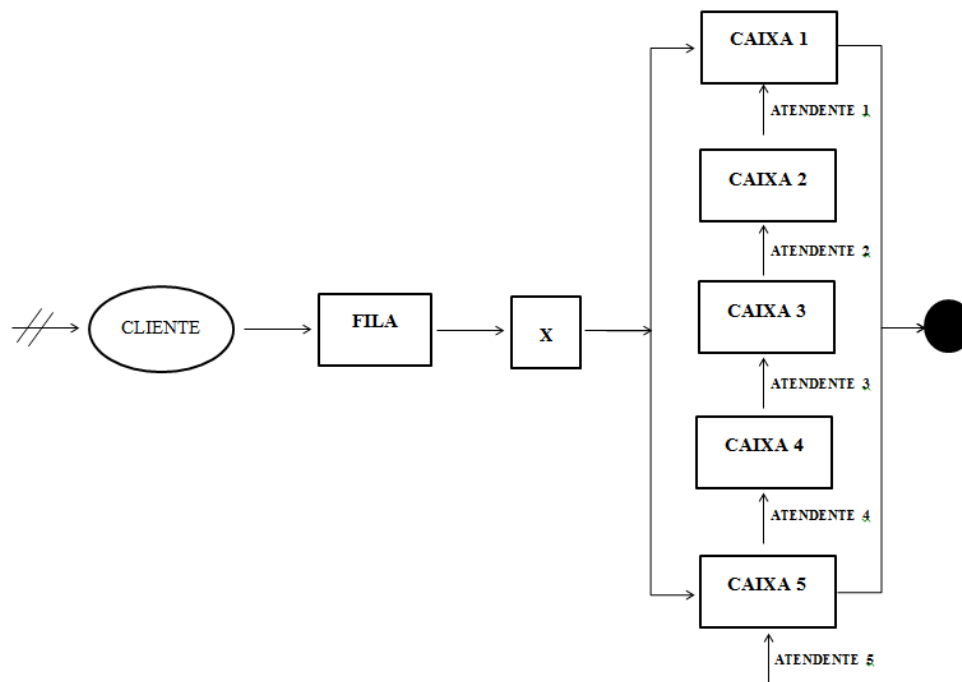 CAIXA 1
ATENDENTE 1
CAIXA 2
ATENDENTE 2
CLIENTE
FILA
X
CAIXA 3
ATENDENTE 3
CAIXA 4
ATENDENTE 4
CAIXA 5
ATENDENTE 5